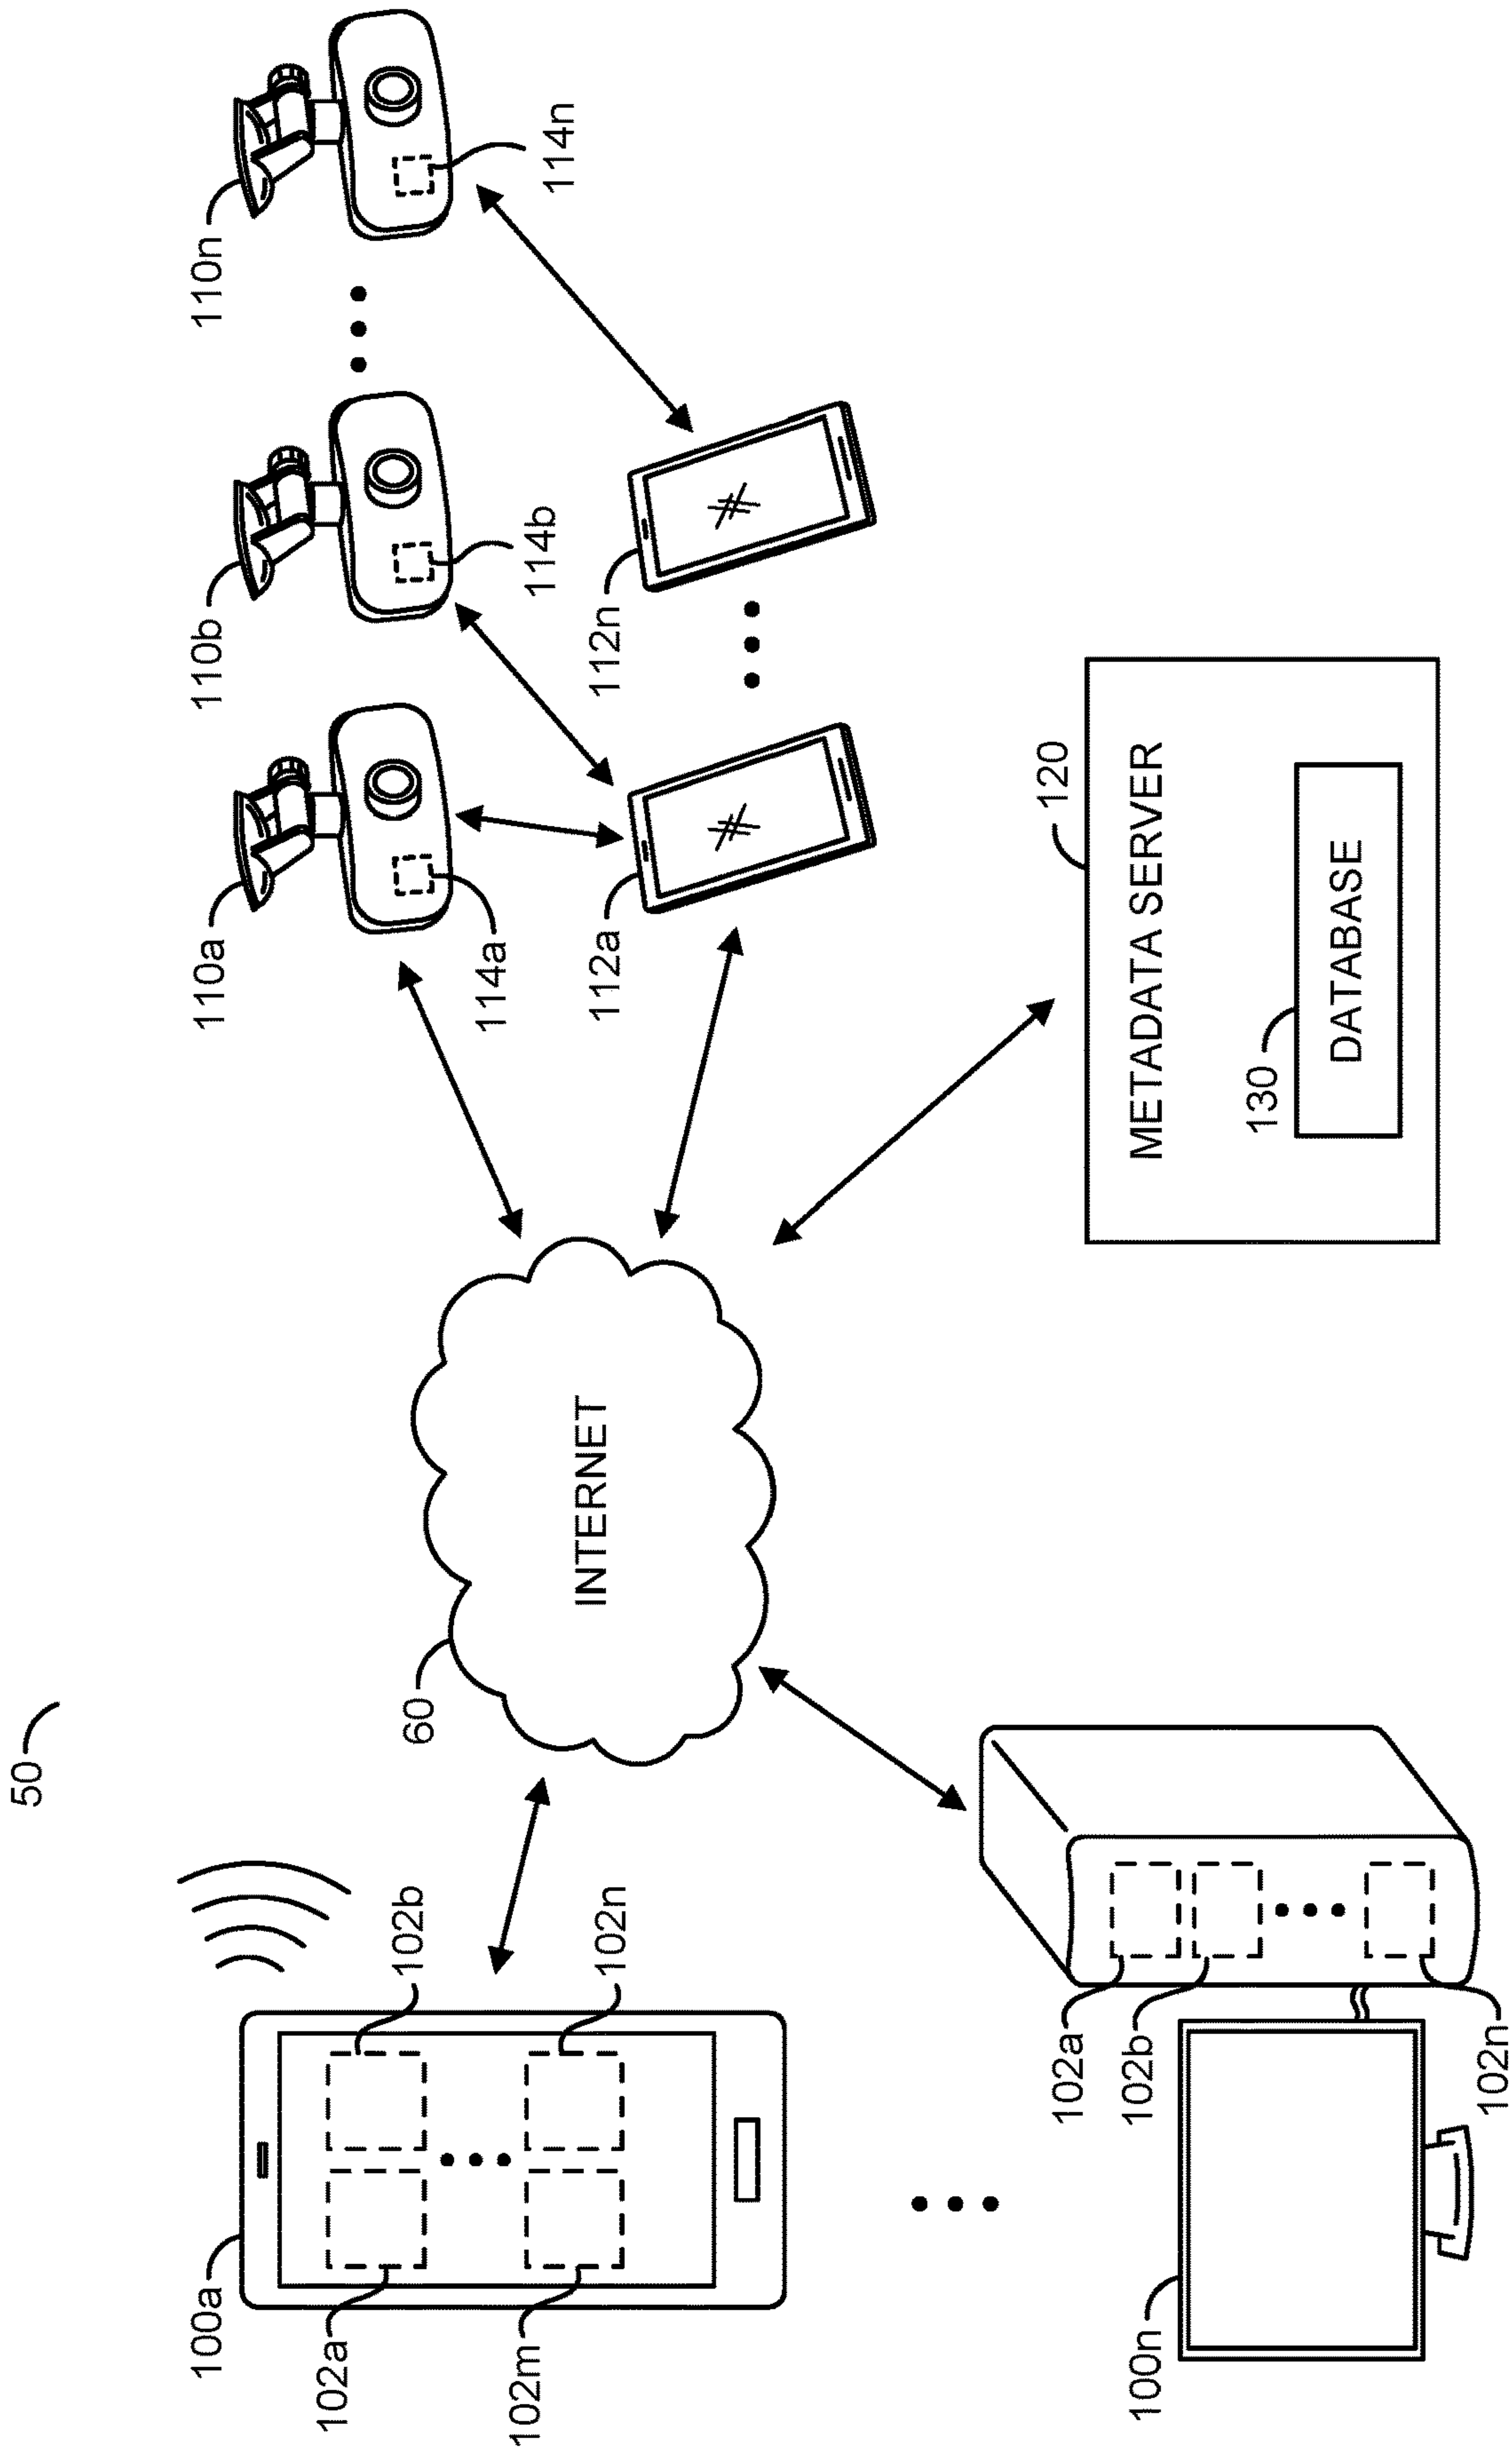 50
100a
102a
102b
102m
102n
60
INTERNET
110a
110b
110n
114a
114b
114n
112a
112n
100n
102a
102b
102n
120
METADATA SERVER
130
DATABASE